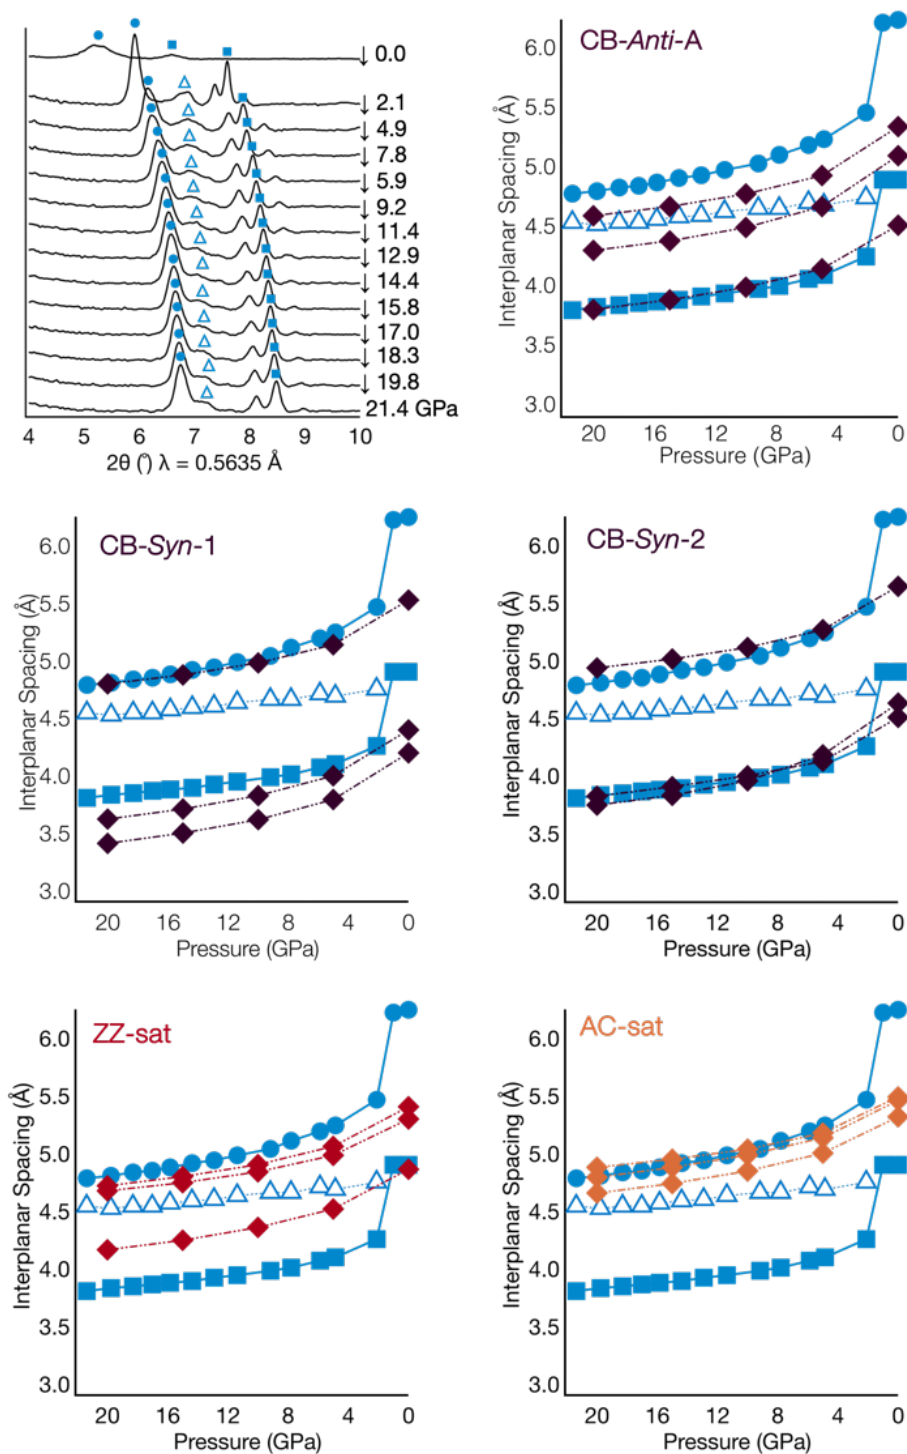 ↓ 0.0
↓ 2.1
↓ 4.9
↓ 7.8
↓ 5.9
↓ 9.2
↓ 11.4
↓ 12.9
↓ 14.4
↓ 15.8
↓ 17.0
↓ 18.3
↓ 19.8
21.4 GPa
4 5 6 7 8 9 10
2θ (°) λ = 0.5635 Å
CB-Anti-A
Interplanar Spacing (Å)
6.0
5.5
5.0
4.5
4.0
3.5
3.0
20 16 12 8 4 0
Pressure (GPa)
CB-Syn-1
Interplanar Spacing (Å)
6.0
5.5
5.0
4.5
4.0
3.5
3.0
20 16 12 8 4 0
Pressure (GPa)
CB-Syn-2
Interplanar Spacing (Å)
6.0
5.5
5.0
4.5
4.0
3.5
3.0
20 16 12 8 4 0
Pressure (GPa)
ZZ-sat
Interplanar Spacing (Å)
6.0
5.5
5.0
4.5
4.0
3.5
3.0
20 16 12 8 4 0
Pressure (GPa)
AC-sat
Interplanar Spacing (Å)
6.0
5.5
5.0
4.5
4.0
3.5
3.0
20 16 12 8 4 0
Pressure (GPa)